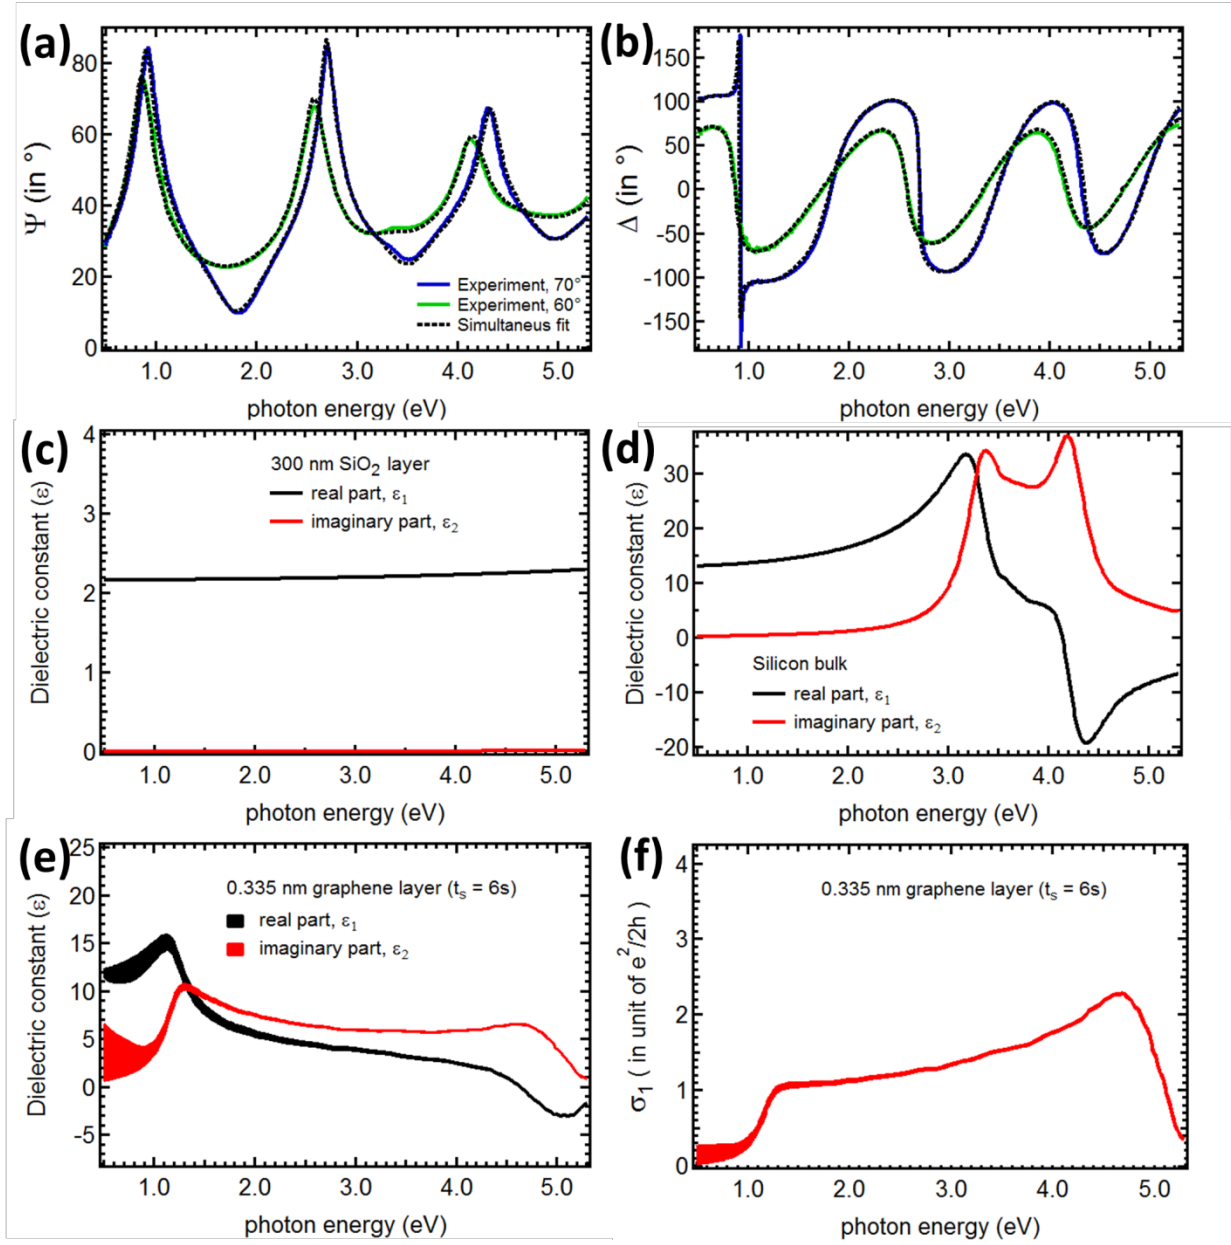 (a)
80
60
40
20
0
Ψ (in °)
Experiment, 70°
Experiment, 60°
Simultaneus fit
1.0 2.0 3.0 4.0 5.0
photon energy (eV)
(b)
150
100
50
0
-50
-100
-150
Δ (in °)
1.0 2.0 3.0 4.0 5.0
photon energy (eV)
(c)
4
3
2
1
0
Dielectric constant (ε)
300 nm SiO₂ layer
real part, ε₁
imaginary part, ε₂
1.0 2.0 3.0 4.0 5.0
photon energy (eV)
(d)
30
20
10
0
-10
-20
Dielectric constant (ε)
Silicon bulk
real part, ε₁
imaginary part, ε₂
1.0 2.0 3.0 4.0 5.0
photon energy (eV)
(e)
25
20
15
10
5
0
-5
Dielectric constant (ε)
0.335 nm graphene layer (tₛ = 6s)
real part, ε₁
imaginary part, ε₂
1.0 2.0 3.0 4.0 5.0
photon energy (eV)
(f)
4
3
2
1
0
σ₁ ( in unit of e²/2h )
0.335 nm graphene layer (tₛ = 6s)
1.0 2.0 3.0 4.0 5.0
photon energy (eV)